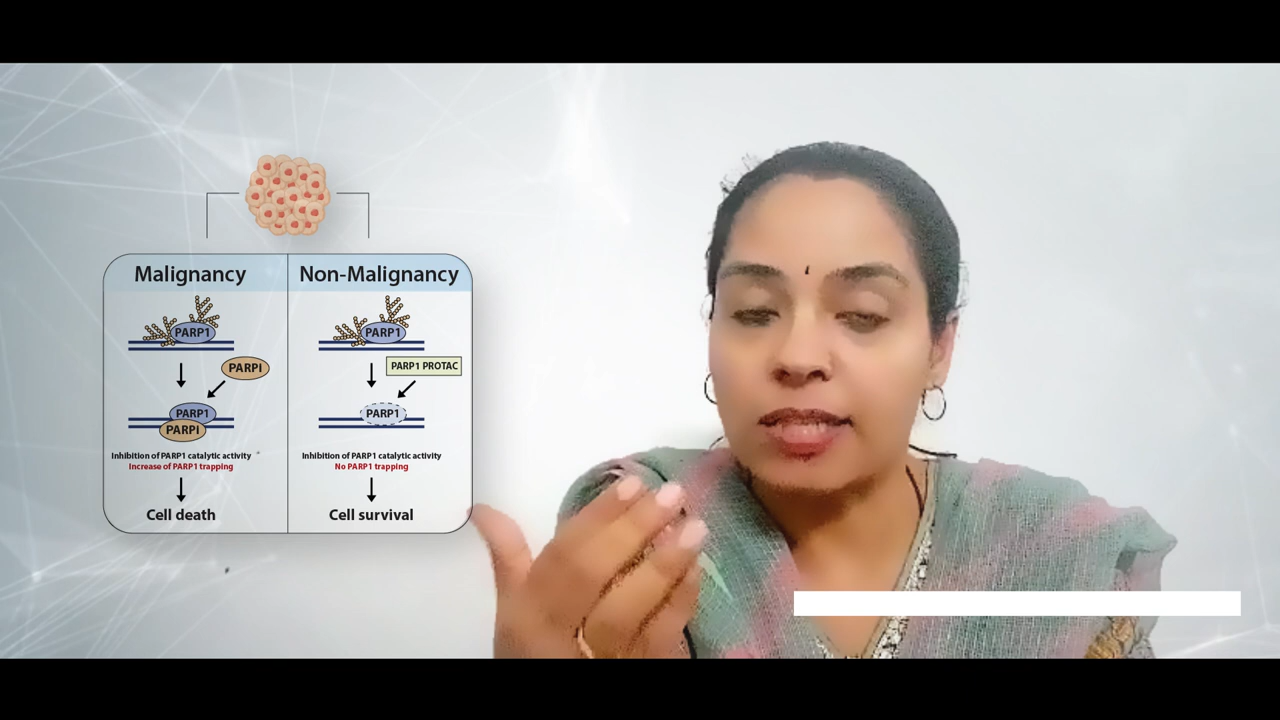 Malignancy
PARP1
PARPi
PARP1
PARPi
Inhibition of PARP1 catalytic activity
Increase of PARP1 trapping
Cell death
Non-Malignancy
PARP1
PARP1 PROTAC
PARP1
Inhibition of PARP1 catalytic activity
No PARP1 trapping
Cell survival